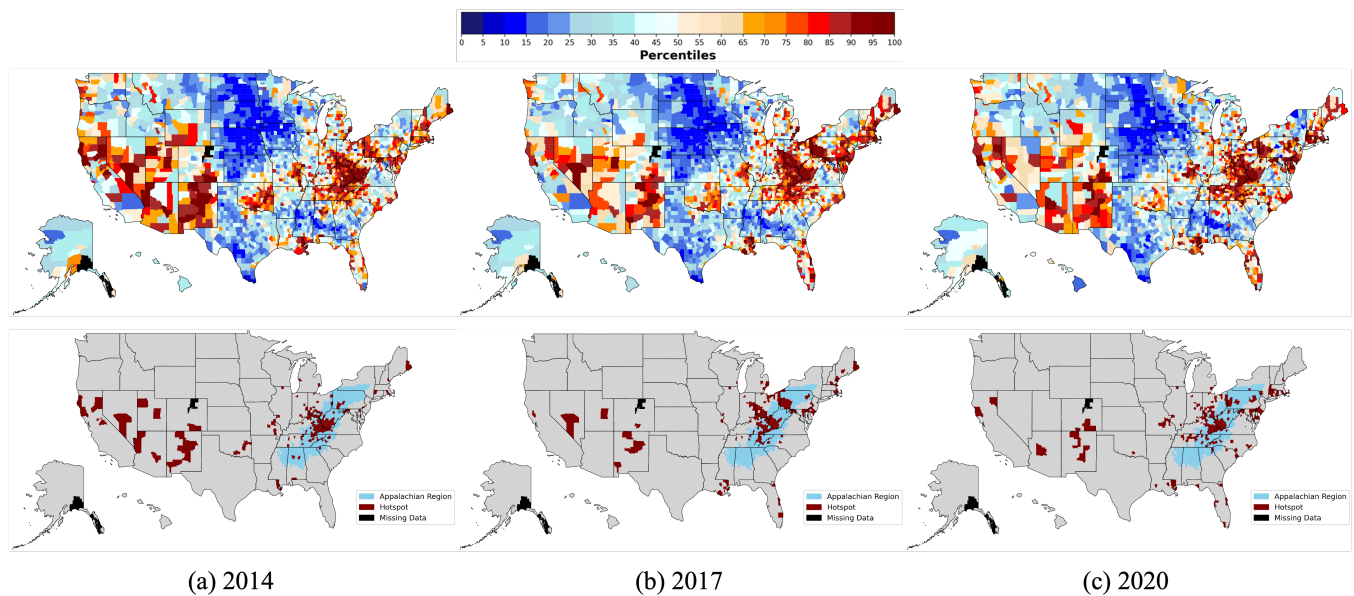 0 5 10 15 20 25 30 35 40 45 50 55 60 65 70 75 80 85 90 95 100
Percentiles
Appalachian Region
Hotspot
Missing Data
Appalachian Region
Hotspot
Missing Data
Appalachian Region
Hotspot
Missing Data
(a) 2014
(b) 2017
(c) 2020